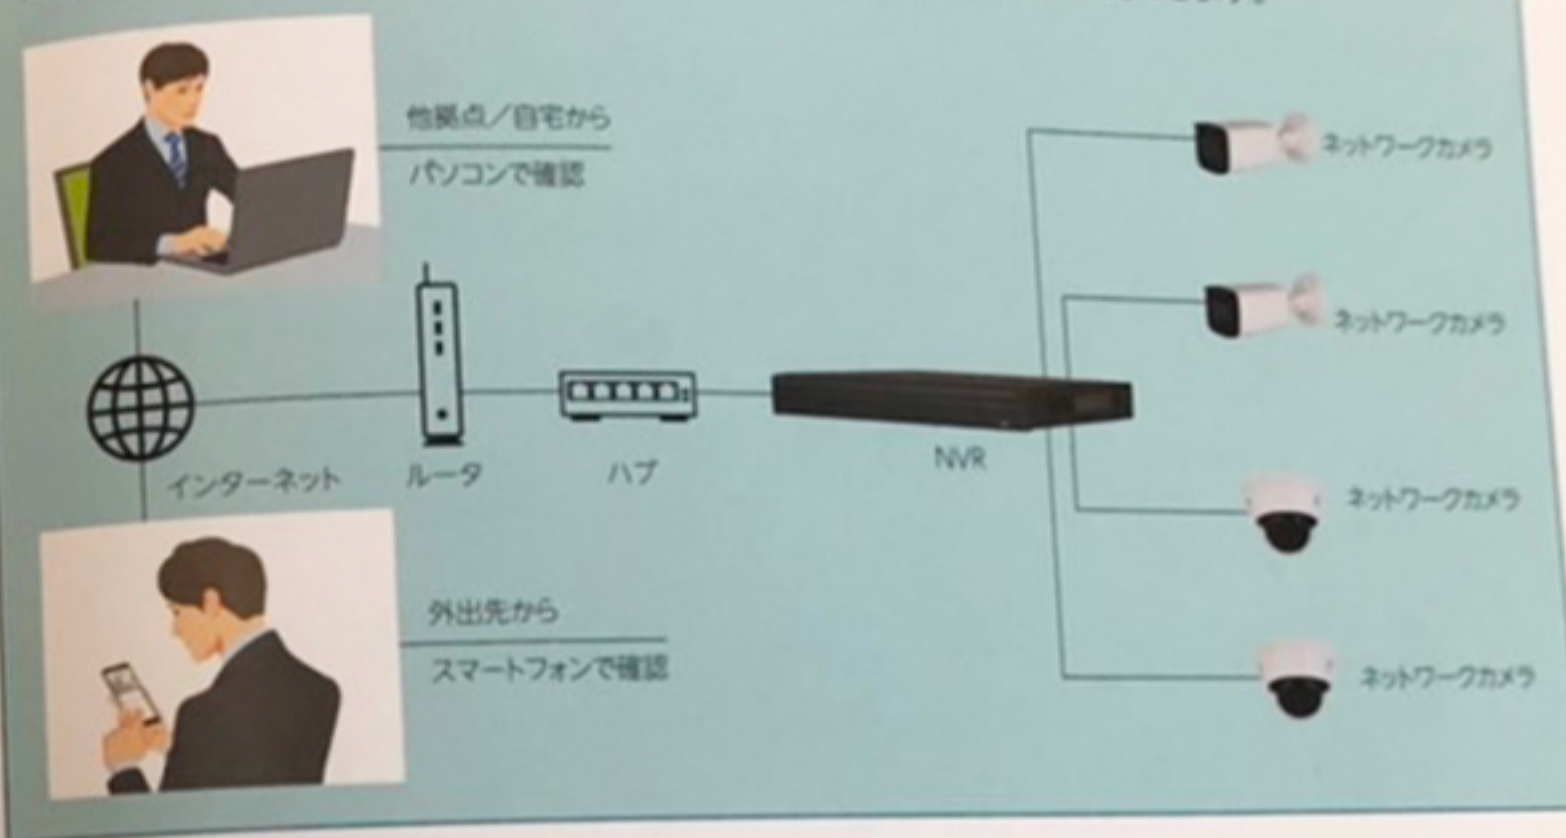 他拠点／自宅から
パソコンで確認
ネットワークカメラ
ネットワークカメラ
インターネット
ルータ
ハブ
NVR
ネットワークカメラ
外出先から
スマートフォンで確認
ネットワークカメラ